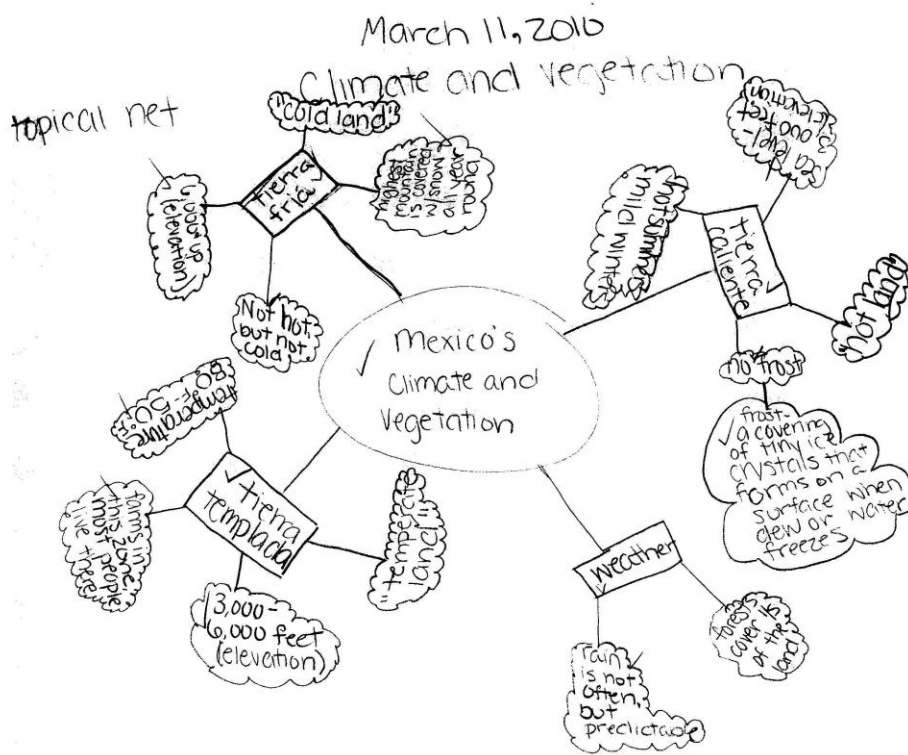 March 11, 2010
Climate and vegetation
topical net
"cold land"
tierra
fria
6,000 up
(elevation)
highest
mountain
is covered
w/snow
all year
round
Not hot,
but not
cold
sea level-
3,000 feet
elevation
hot summers
mild winters
tierra
caliente
"hot land"
no frost
frost-
a covering
of tiny ice
crystals that
forms on a
surface when
dew or water
freezes
Mexico's
climate and
vegetation
temperature
80°F-50°F
tierra
templada
farms in
this zone,
most people
live there
3,000-
6,000 feet
(elevation)
"temperate
land"
weather
rain
is not
often,
but
predictable
forests
cover 1/5
of the
land